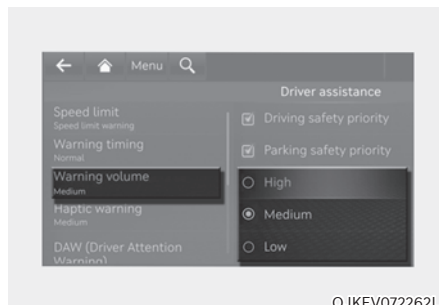 Menu
Driver assistance
Speed limit
Speed limit warning
Warning timing
Normal
Warning volume
Medium
Haptic warning
Medium
DAW (Driver Attention
Warning)
Driving safety priority
Parking safety priority
High
Medium
Low